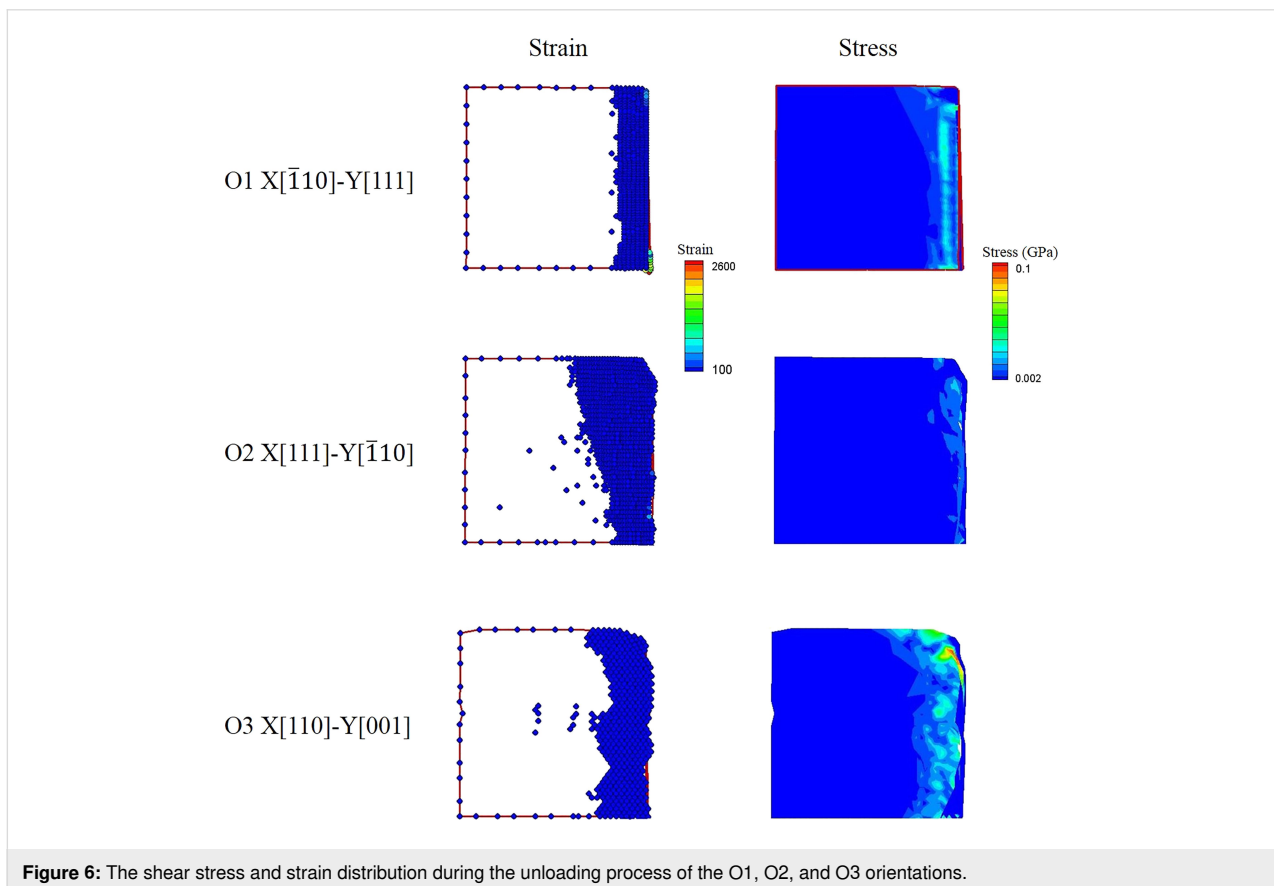 Strain Stress
O1 X[1̅10]-Y[111]
Strain
2600
100
Stress (GPa)
0.1
0.002
O2 X[111]-Y[1̅10]
O3 X[110]-Y[001]
Figure 6: The shear stress and strain distribution during the unloading process of the O1, O2, and O3 orientations.